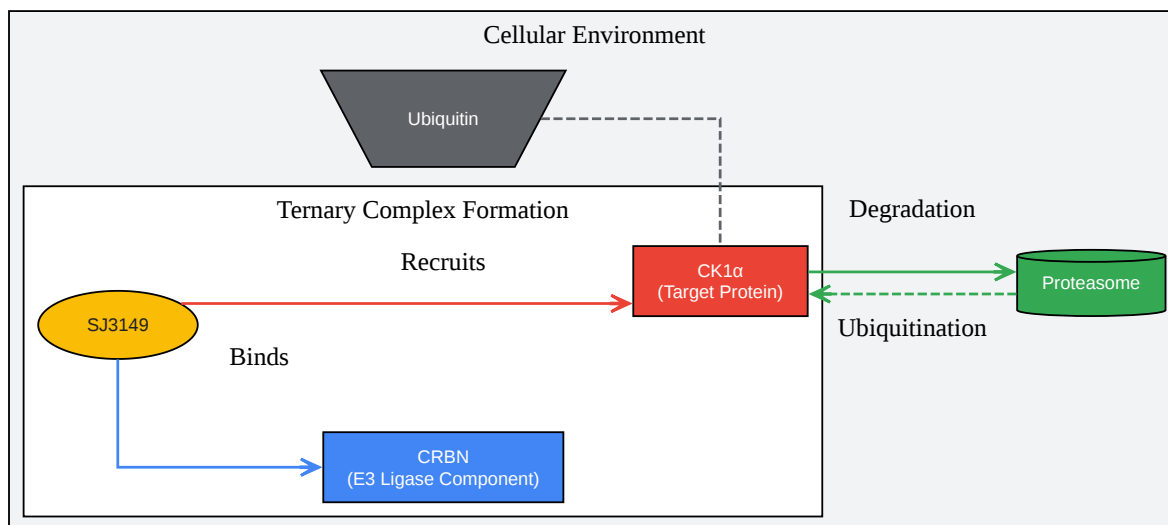 Cellular Environment
Ubiquitin
Ternary Complex Formation
Degradation
Recruits
CK1α
(Target Protein)
Proteasome
SJ3149
Ubiquitination
Binds
CRBN
(E3 Ligase Component)